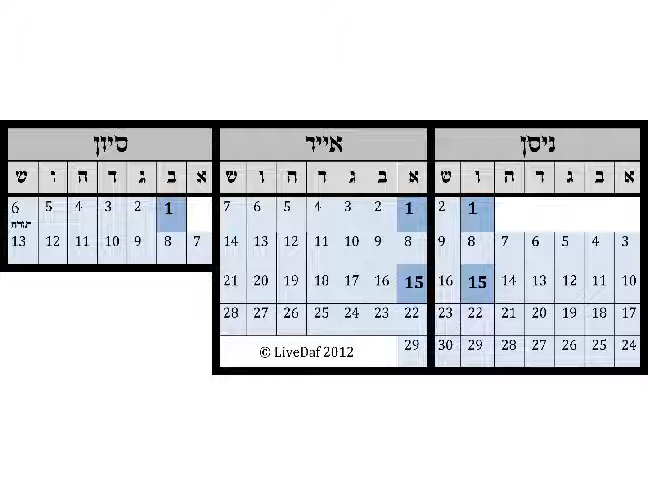 ניסן
א ב ג ד ה ו ש
1 2
3 4 5 6 7 8 9
10 11 12 13 14 15 16
17 18 19 20 21 22 23
24 25 26 27 28 29 30
אייר
א ב ג ד ה ו ש
1 2 3 4 5 6 7
8 9 10 11 12 13 14
15 16 17 18 19 20 21
22 23 24 25 26 27 28
29
© LiveDaf 2012
סיון
א ב ג ד ה ו ש
1 2 3 4 5 6
7 8 9 10 11 12 13